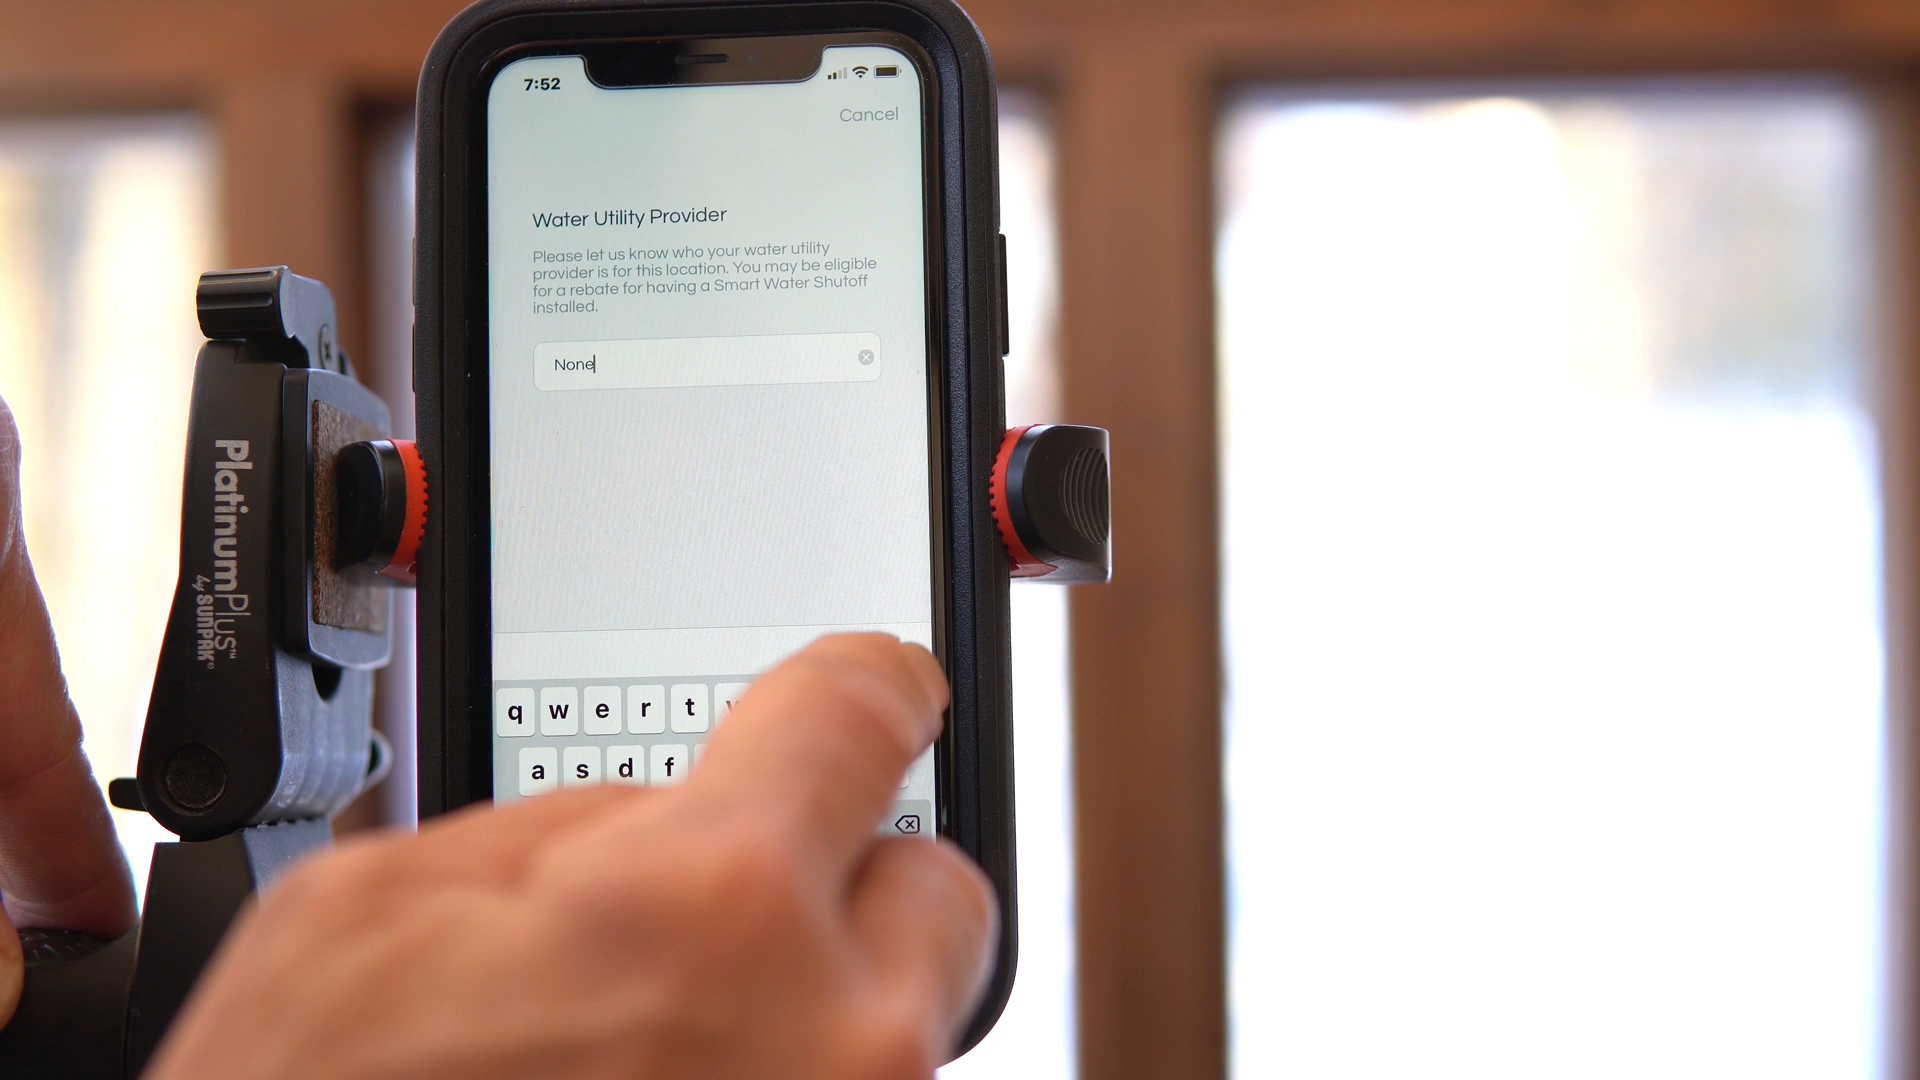 7:52
Cancel
Water Utility Provider
Please let us know who your water utility
provider is for this location. You may be eligible
for a rebate for having a Smart Water Shutoff
installed.
None
q w e r t
a s d f
PlatinumPlus™
by SUNPAK®